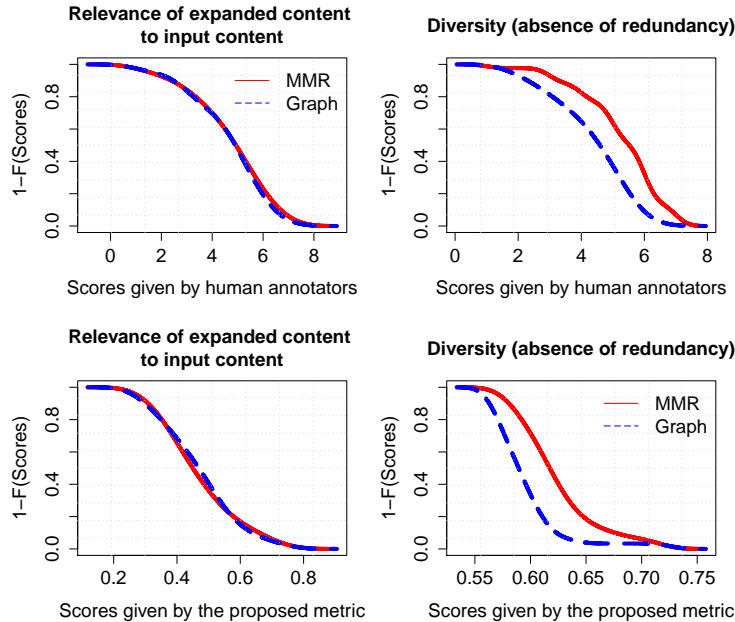 Relevance of expanded content
to input content
1−F(Scores)
0.0 0.4 0.8
MMR
Graph
0 2 4 6 8
Scores given by human annotators
Diversity (absence of redundancy)
1−F(Scores)
0.0 0.4 0.8
0 2 4 6 8
Scores given by human annotators
Relevance of expanded content
to input content
1−F(Scores)
0.0 0.4 0.8
0.2 0.4 0.6 0.8
Scores given by the proposed metric
Diversity (absence of redundancy)
1−F(Scores)
0.0 0.4 0.8
MMR
Graph
0.55 0.60 0.65 0.70 0.75
Scores given by the proposed metric